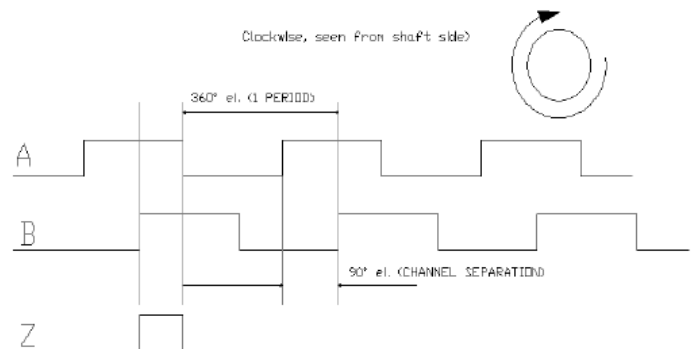 Clockwise, seen from shaft side)
360° el. (1 PERIOD)
A
B
90° el. (CHANNEL SEPARATION)
Z